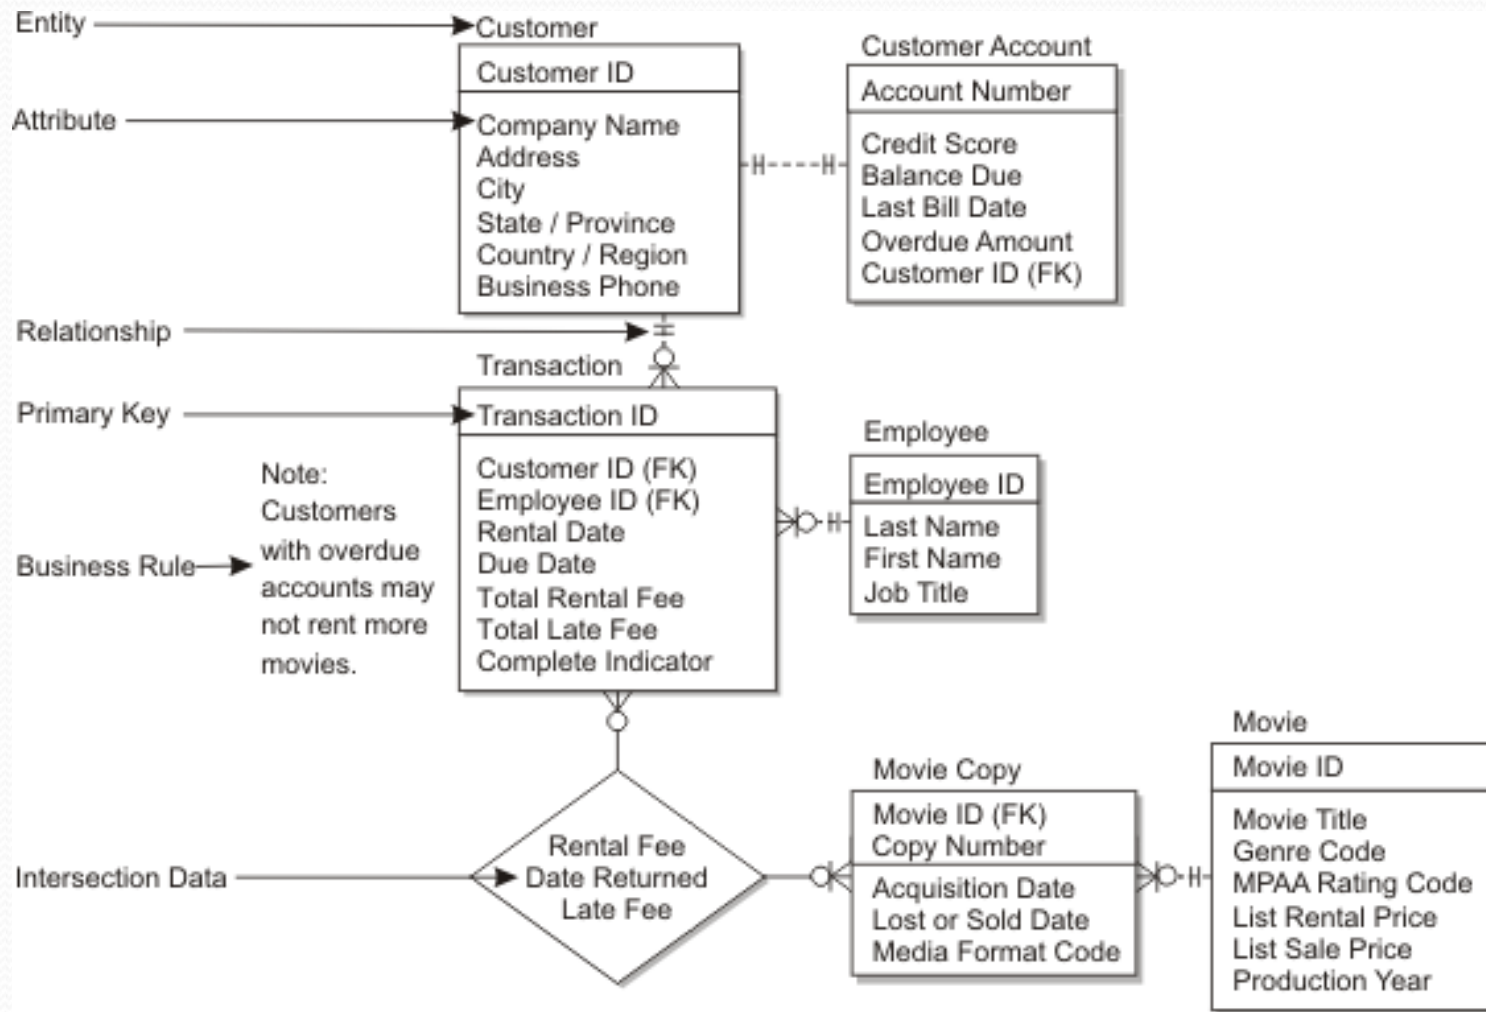 Entity
Customer
Customer ID
Attribute
Company Name
Address
City
State / Province
Country / Region
Business Phone
Customer Account
Account Number
Credit Score
Balance Due
Last Bill Date
Overdue Amount
Customer ID (FK)
Relationship
Transaction
Primary Key
Transaction ID
Customer ID (FK)
Employee ID (FK)
Rental Date
Due Date
Total Rental Fee
Total Late Fee
Complete Indicator
Employee
Employee ID
Last Name
First Name
Job Title
Business Rule
Note:
Customers
with overdue
accounts may
not rent more
movies.
Intersection Data
Rental Fee
Date Returned
Late Fee
Movie Copy
Movie ID (FK)
Copy Number
Acquisition Date
Lost or Sold Date
Media Format Code
Movie
Movie ID
Movie Title
Genre Code
MPAA Rating Code
List Rental Price
List Sale Price
Production Year